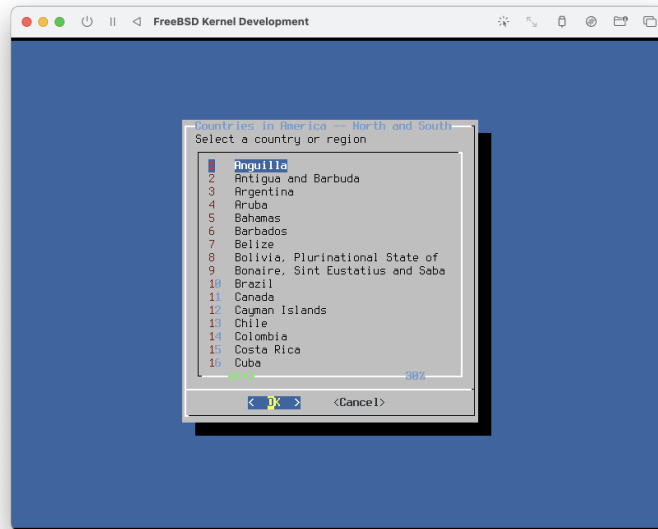 FreeBSD Kernel Development
Countries in America -- North and South
Select a country or region
1 Anguilla
2 Antigua and Barbuda
3 Argentina
4 Aruba
5 Bahamas
6 Barbados
7 Belize
8 Bolivia, Plurinational State of
9 Bonaire, Sint Eustatius and Saba
10 Brazil
11 Canada
12 Cayman Islands
13 Chile
14 Colombia
15 Costa Rica
16 Cuba
30%
< OK > <Cancel>